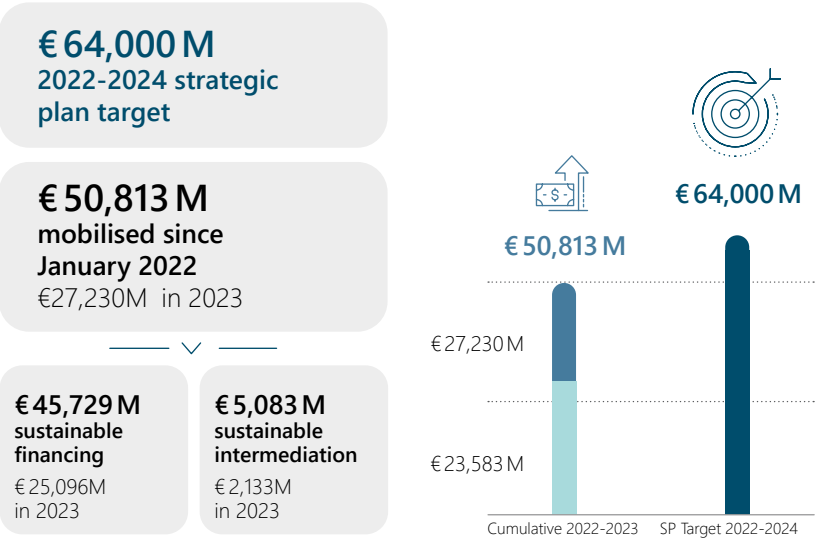 € 64,000 M
2022-2024 strategic
plan target
€ 50,813 M
mobilised since
January 2022
€27,230M in 2023
€ 45,729 M
sustainable
financing
€ 25,096M
in 2023
€ 5,083 M
sustainable
intermediation
€ 2,133M
in 2023
$
€ 64,000 M
€ 50,813 M
€ 27,230 M
€ 23,583 M
Cumulative 2022-2023
SP Target 2022-2024